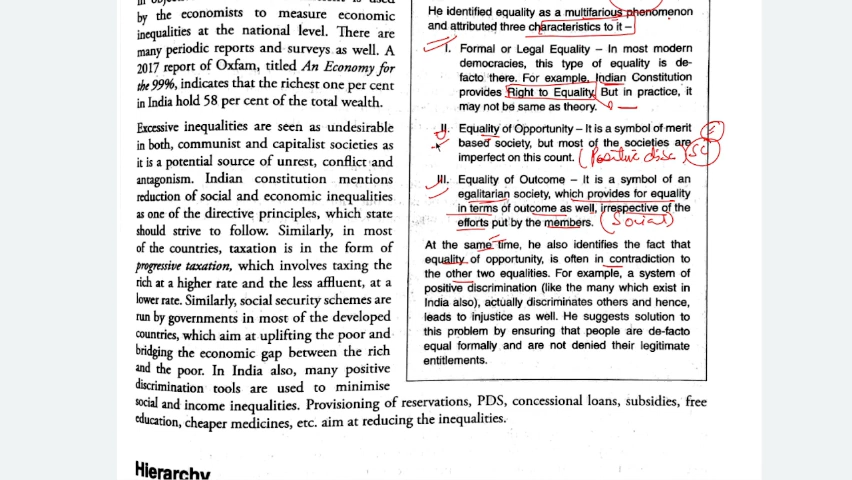 by the economists to measure economic
inequalities at the national level. There are
many periodic reports and surveys as well. A
2017 report of Oxfam, titled An Economy for
the 99%, indicates that the richest one per cent
in India hold 58 per cent of the total wealth.
Excessive inequalities are seen as undesirable
in both, communist and capitalist societies as
it is a potential source of unrest, conflict and
antagonism. Indian constitution mentions
reduction of social and economic inequalities
as one of the directive principles, which state
should strive to follow. Similarly, in most
of the countries, taxation is in the form of
progressive taxation, which involves taxing the
rich at a higher rate and the less affluent, at a
lower rate. Similarly, social security schemes are
run by governments in most of the developed
countries, which aim at uplifting the poor and
bridging the economic gap between the rich
and the poor. In India also, many positive
discrimination tools are used to minimise
social and income inequalities. Provisioning of reservations, PDS, concessional loans, subsidies, free
education, cheaper medicines, etc. aim at reducing the inequalities.
He identified equality as a multifarious phenomenon
and attributed three characteristics to it –
I. Formal or Legal Equality – In most modern
democracies, this type of equality is de-
facto there. For example, Indian Constitution
provides Right to Equality. But in practice, it
may not be same as theory.
II. Equality of Opportunity – It is a symbol of merit
based society, but most of the societies are
imperfect on this count. (Positive disc) SC
III. Equality of Outcome – It is a symbol of an
egalitarian society, which provides for equality
in terms of outcome as well, irrespective of the
efforts put by the members. (Social)
At the same time, he also identifies the fact that
equality of opportunity, is often in contradiction to
the other two equalities. For example, a system of
positive discrimination (like the many which exist in
India also), actually discriminates others and hence,
leads to injustice as well. He suggests solution to
this problem by ensuring that people are de-facto
equal formally and are not denied their legitimate
entitlements.
Hierarchy